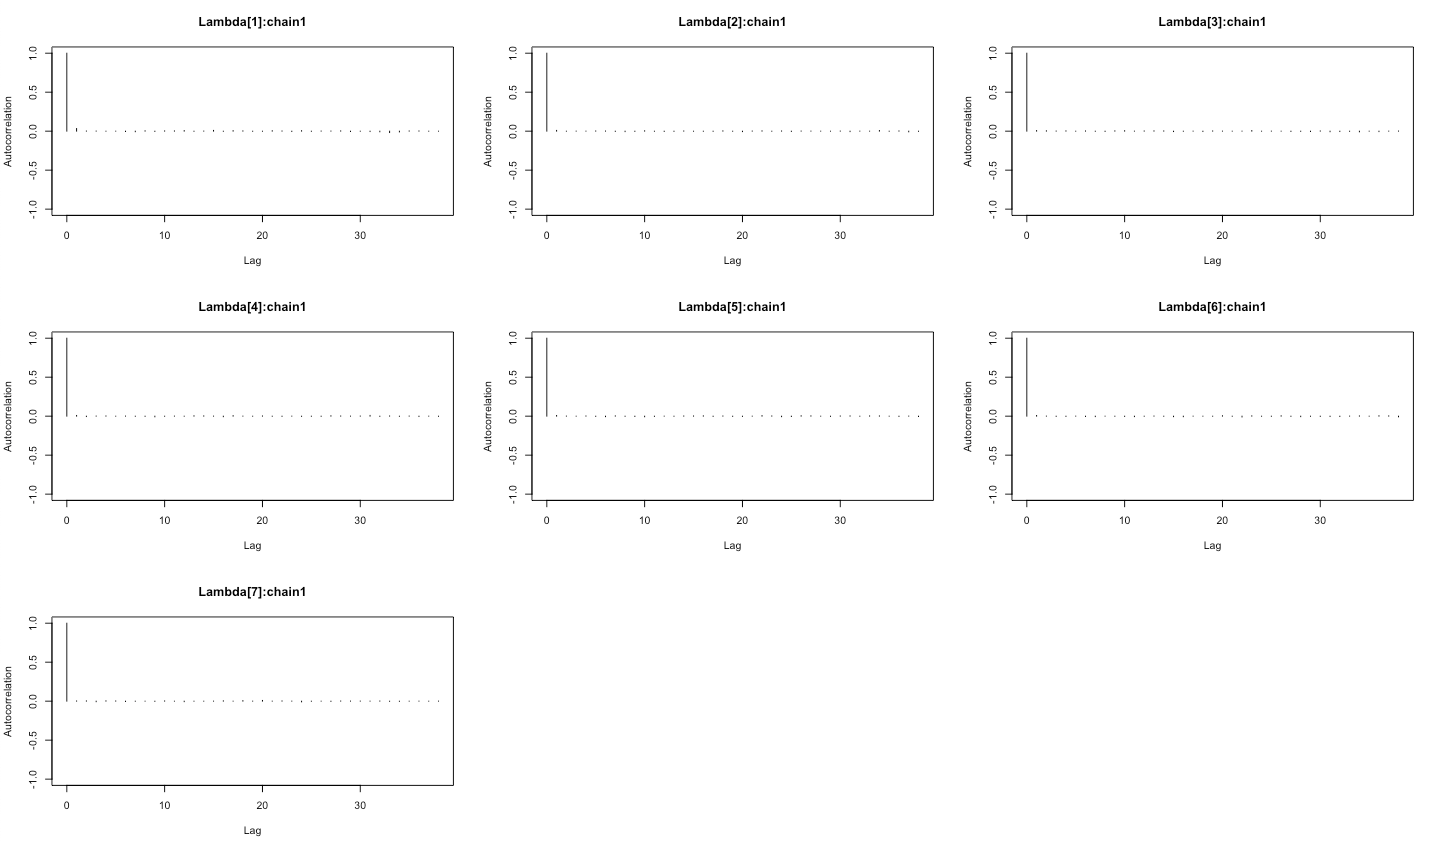 Lambda[1]:chain1
Autocorrelation
1.0
0.5
0.0
-0.5
-1.0
0 10 20 30
Lag
Lambda[2]:chain1
Autocorrelation
1.0
0.5
0.0
-0.5
-1.0
0 10 20 30
Lag
Lambda[3]:chain1
Autocorrelation
1.0
0.5
0.0
-0.5
-1.0
0 10 20 30
Lag
Lambda[4]:chain1
Autocorrelation
1.0
0.5
0.0
-0.5
-1.0
0 10 20 30
Lag
Lambda[5]:chain1
Autocorrelation
1.0
0.5
0.0
-0.5
-1.0
0 10 20 30
Lag
Lambda[6]:chain1
Autocorrelation
1.0
0.5
0.0
-0.5
-1.0
0 10 20 30
Lag
Lambda[7]:chain1
Autocorrelation
1.0
0.5
0.0
-0.5
-1.0
0 10 20 30
Lag